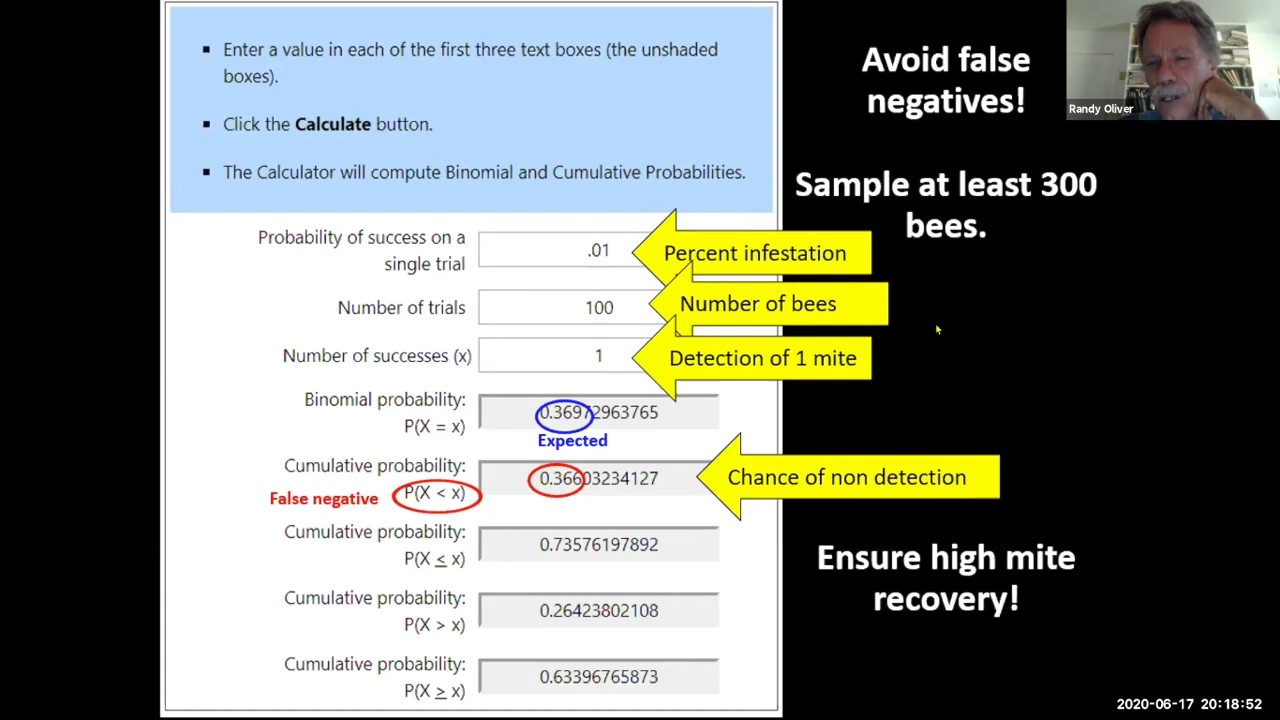 ▪ Enter a value in each of the first three text boxes (the unshaded
boxes).
▪ Click the Calculate button.
▪ The Calculator will compute Binomial and Cumulative Probabilities.
Probability of success on a
single trial
.01
Percent infestation
Number of trials
100
Number of bees
Number of successes (x)
1
Detection of 1 mite
Binomial probability:
P(X = x)
0.36972963765
Expected
Cumulative probability:
P(X < x)
False negative
0.36603234127
Chance of non detection
Cumulative probability:
P(X ≤ x)
0.73576197892
Cumulative probability:
P(X > x)
0.26423802108
Cumulative probability:
P(X ≥ x)
0.63396765873
Avoid false
negatives!
Randy Oliver
Sample at least 300
bees.
Ensure high mite
recovery!
2020-06-17 20:18:52